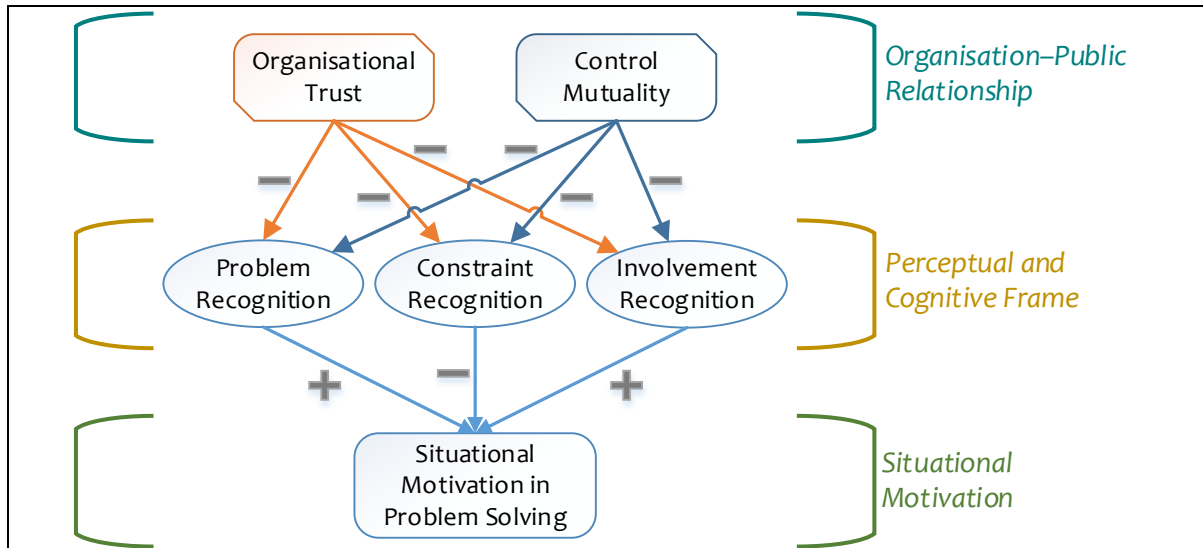 Organisational
Trust
Control
Mutuality
Organisation–Public
Relationship
−
−
−
−
−
−
Problem
Recognition
Constraint
Recognition
Involvement
Recognition
Perceptual and
Cognitive Frame
+
−
+
Situational
Motivation in
Problem Solving
Situational
Motivation